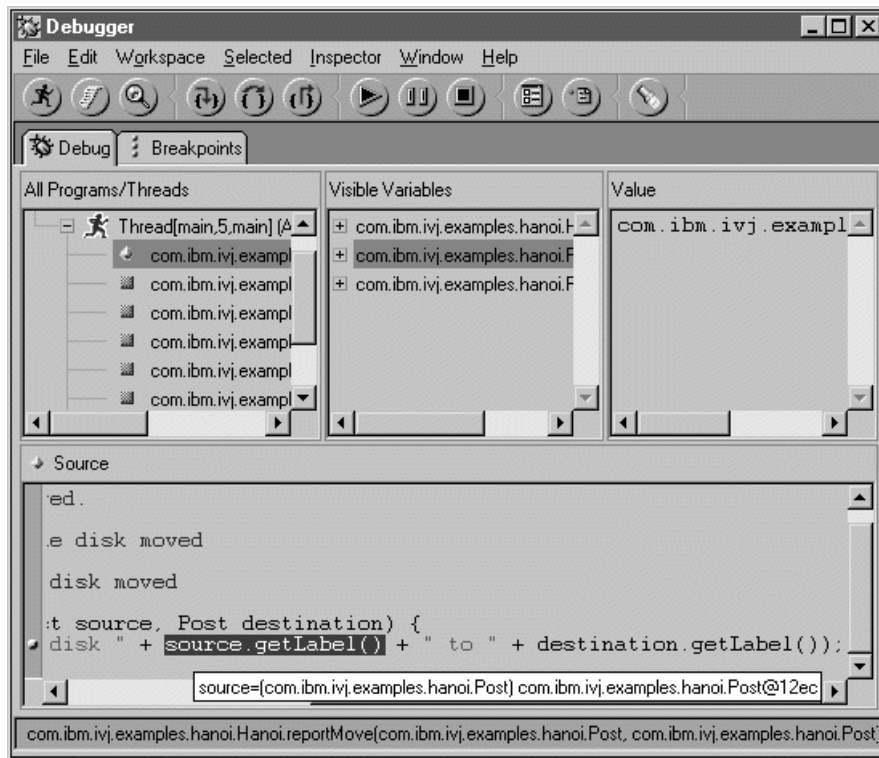 Debugger
File Edit Workspace Selected Inspector Window Help
Debug Breakpoints
All Programs/Threads
Thread[main,5,main] (A
com.ibm.ivj.exampl
com.ibm.ivj.exampl
com.ibm.ivj.exampl
com.ibm.ivj.exampl
com.ibm.ivj.exampl
com.ibm.ivj.exampl
Visible Variables
com.ibm.ivj.examples.hanoi.H
com.ibm.ivj.examples.hanoi.F
com.ibm.ivj.examples.hanoi.F
Value
com.ibm.ivj.exampl
Source
ed.
e disk moved
disk moved
t source, Post destination) {
disk " + source.getLabel() + " to " + destination.getLabel());
source=(com.ibm.ivj.examples.hanoi.Post) com.ibm.ivj.examples.hanoi.Post@12ec
com.ibm.ivj.examples.hanoi.Hanoi.reportMove(com.ibm.ivj.examples.hanoi.Post, com.ibm.ivj.examples.hanoi.Post)